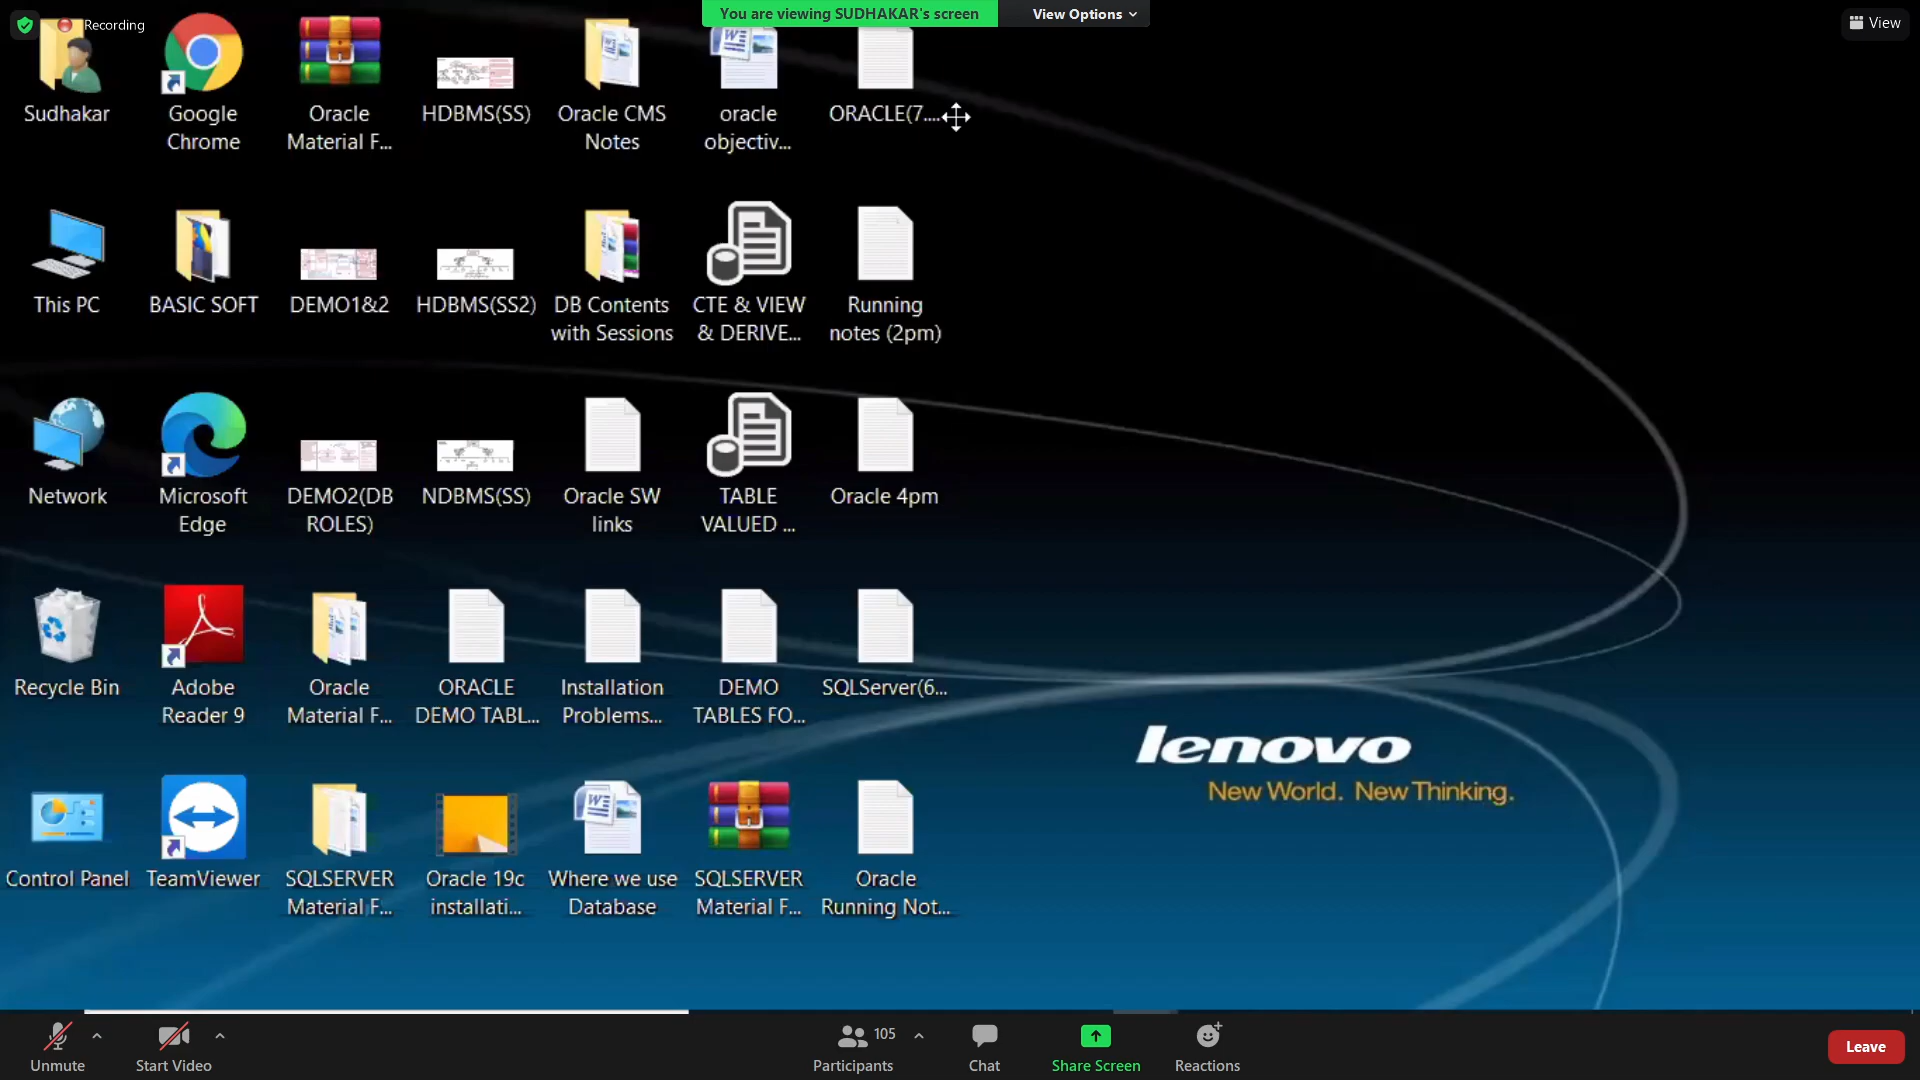 Recording
You are viewing SUDHAKAR's screen
View Options
View
Sudhakar
Google
Chrome
Oracle
Material F...
HDBMS(SS)
Oracle CMS
Notes
oracle
objectiv...
ORACLE(7....
This PC
BASIC SOFT
DEMO1&2
HDBMS(SS2)
DB Contents
with Sessions
CTE & VIEW
& DERIVE...
Running
notes (2pm)
Network
Microsoft
Edge
DEMO2(DB
ROLES)
NDBMS(SS)
Oracle SW
links
TABLE
VALUED ...
Oracle 4pm
Recycle Bin
Adobe
Reader 9
Oracle
Material F...
ORACLE
DEMO TABL...
Installation
Problems...
DEMO
TABLES FO...
SQLServer(6...
lenovo
New World. New Thinking.
Control Panel
TeamViewer
SQLSERVER
Material F...
Oracle 19c
installati...
Where we use
Database
SQLSERVER
Material F...
Oracle
Running Not...
Unmute
Start Video
105
Participants
Chat
Share Screen
Reactions
Leave